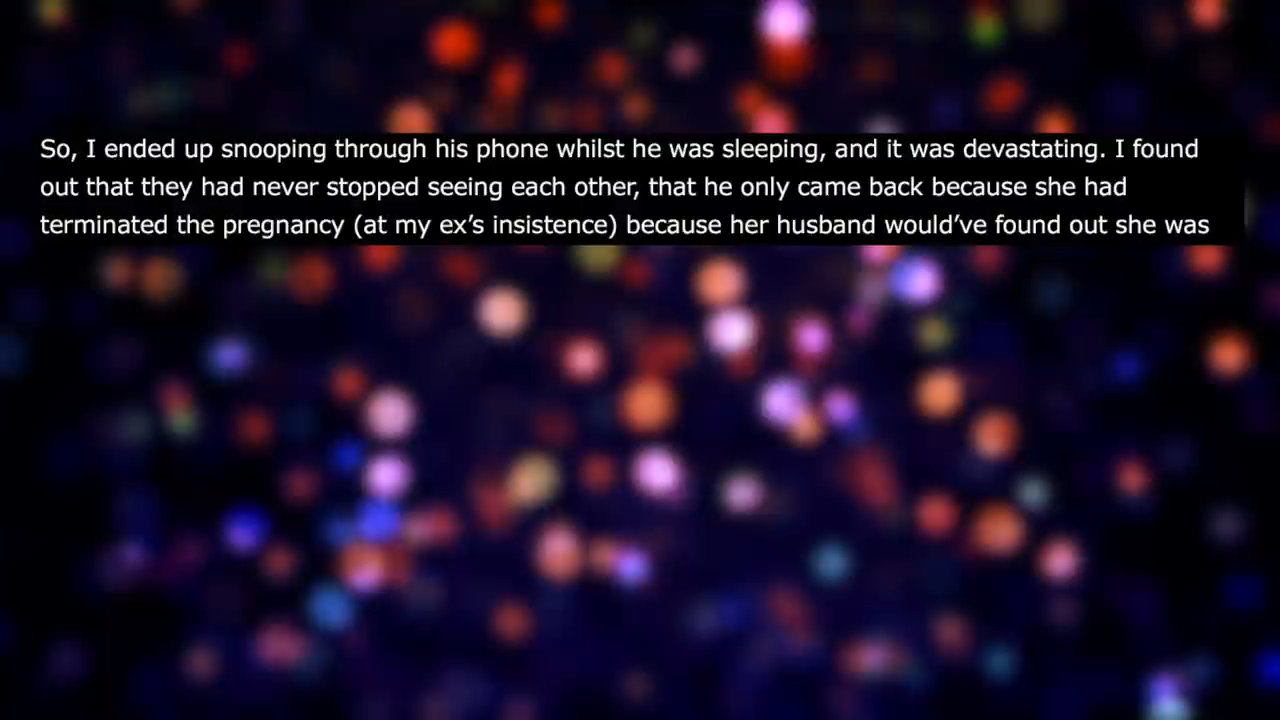 So, I ended up snooping through his phone whilst he was sleeping, and it was devastating. I found
out that they had never stopped seeing each other, that he only came back because she had
terminated the pregnancy (at my ex’s insistence) because her husband would’ve found out she was